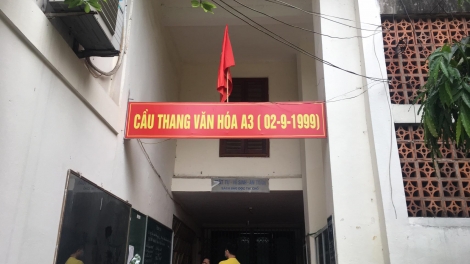 CẦU THANG VĂN HÓA A3 ( 02-9-1999)